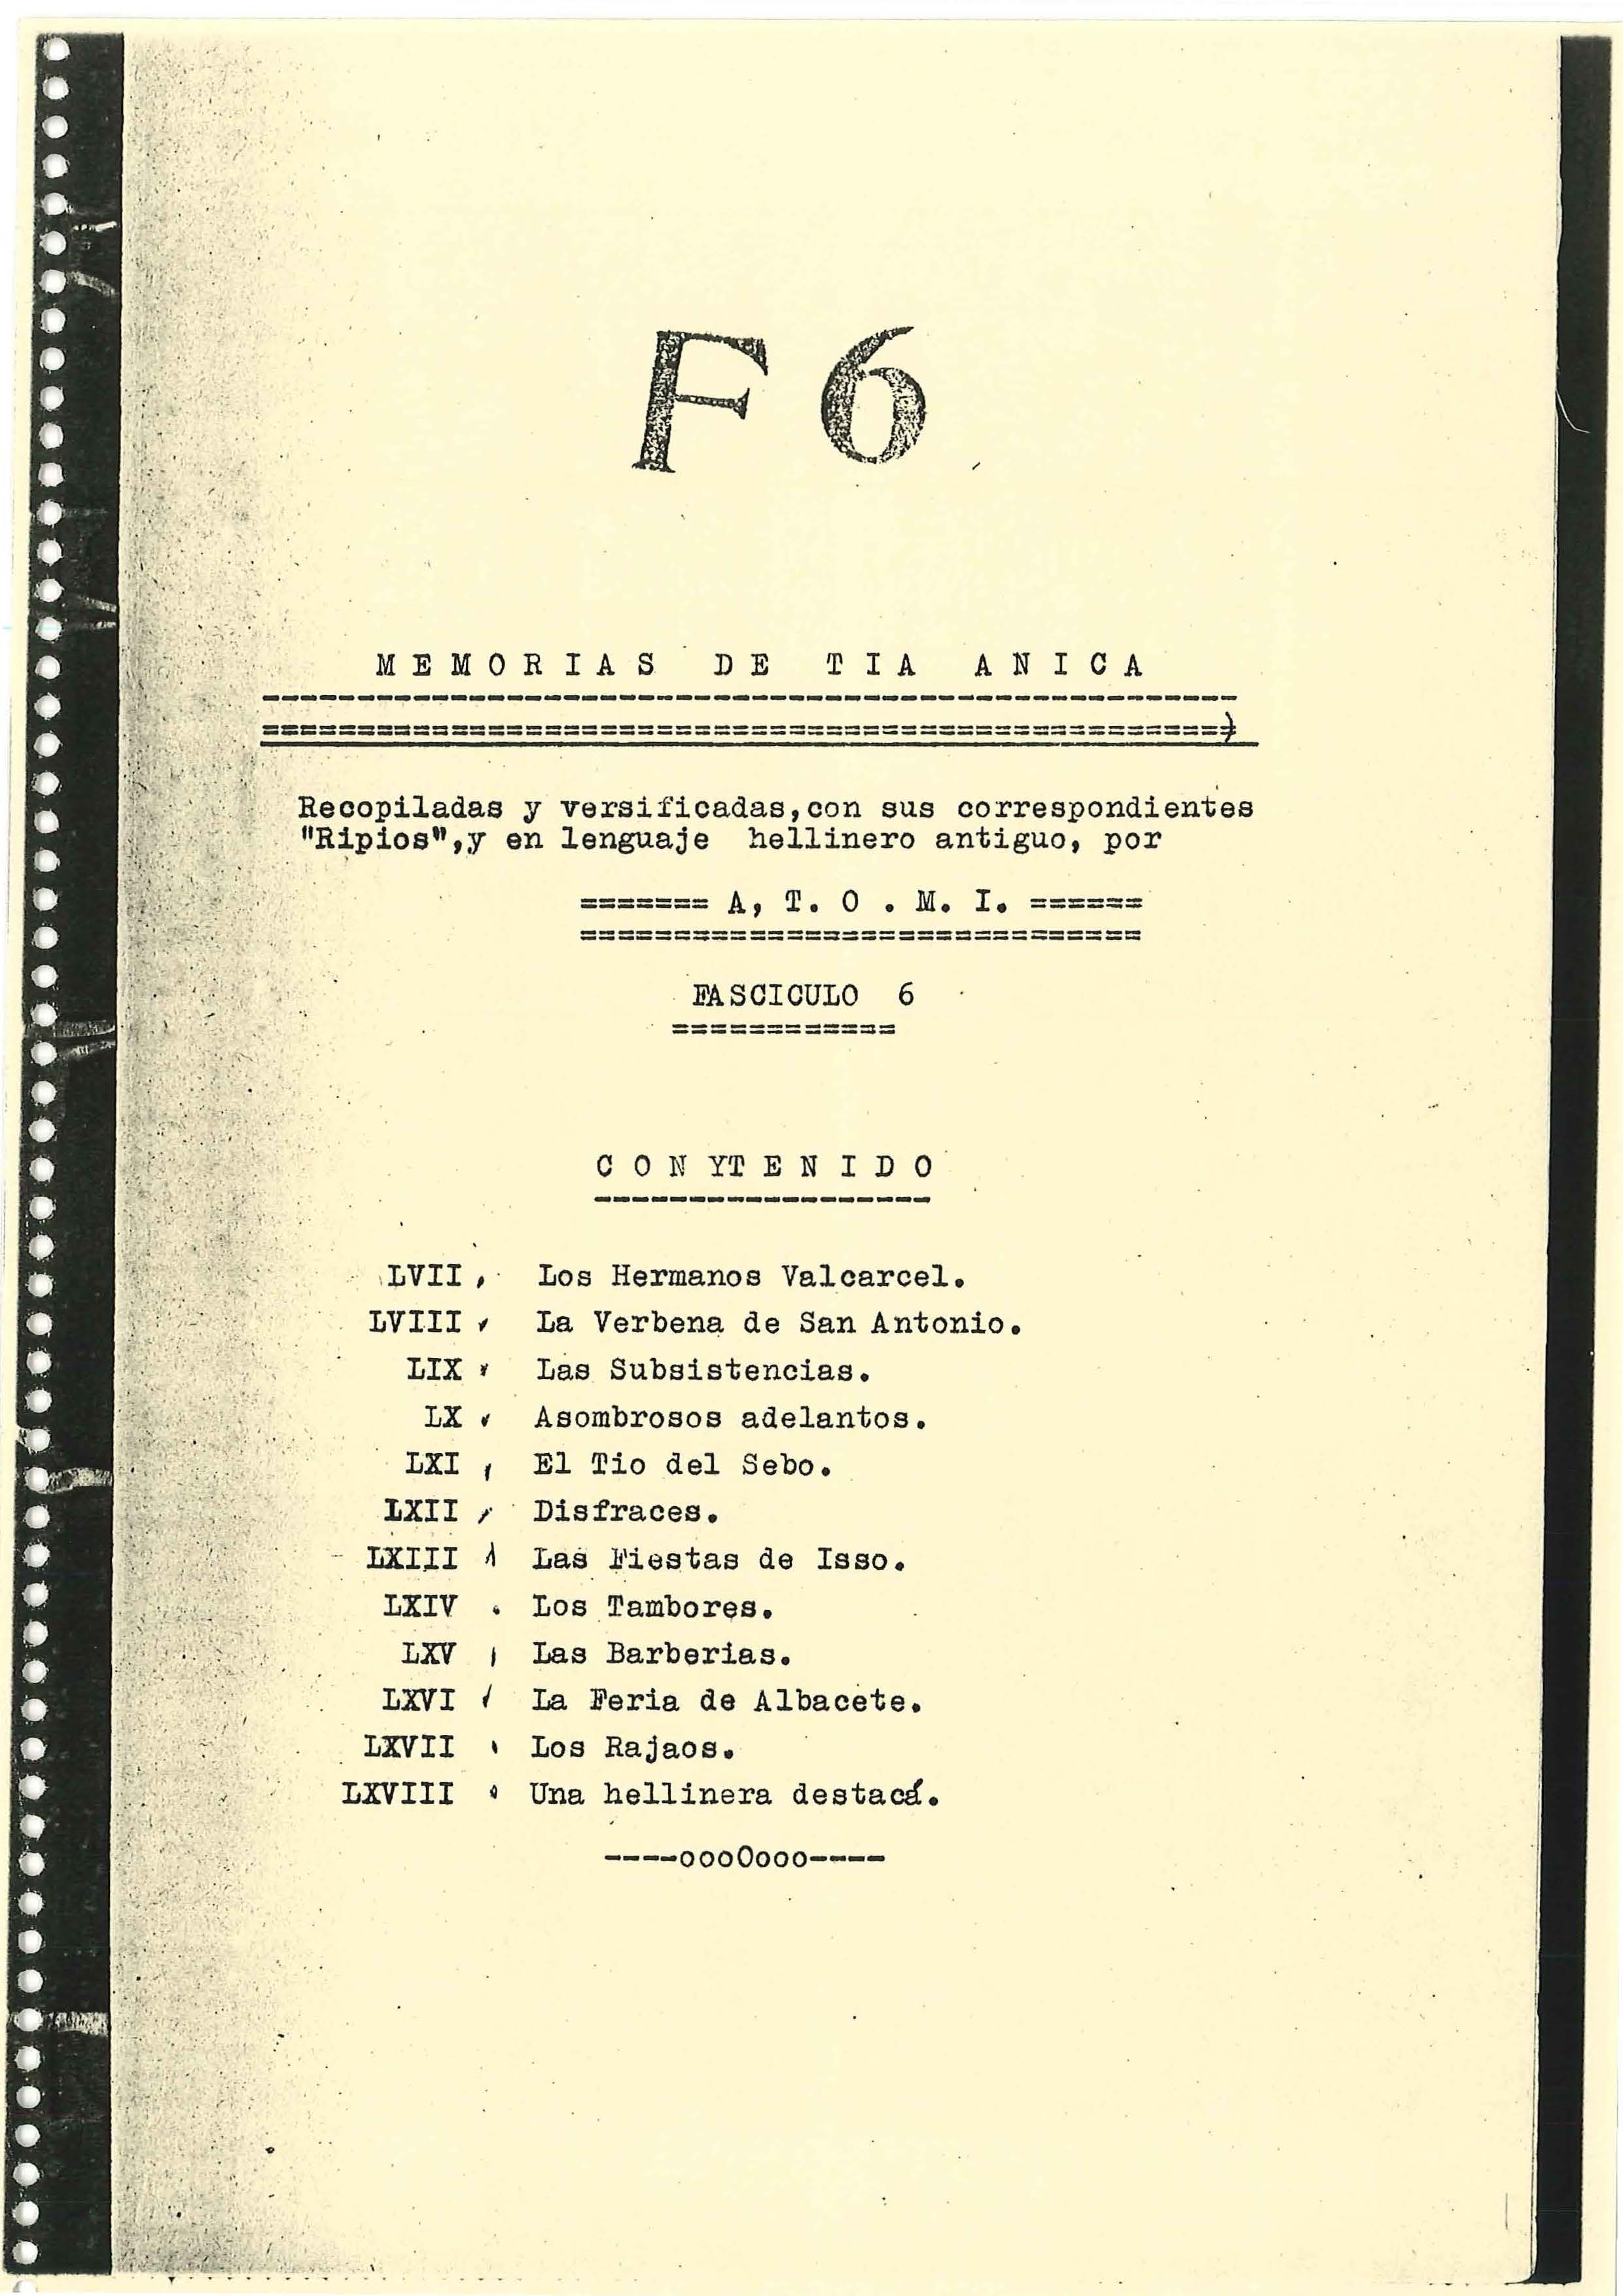 F 6
MEMORIAS DE TIA ANICA
Recopiladas y versificadas,con sus correspondientes
"Ripios",y en lenguaje hellinero antiguo, por
======= A, T. O . M. I. ======
FASCICULO 6
============
CONYTENIDO
LVII , Los Hermanos Valcarcel.
LVIII , La Verbena de San Antonio.
LIX , Las Subsistencias.
LX , Asombrosos adelantos.
LXI , El Tio del Sebo.
LXII , Disfraces.
LXIII , Las Fiestas de Isso.
LXIV . Los Tambores.
LXV , Las Barberias.
LXVI , La Feria de Albacete.
LXVII . Los Rajaos.
LXVIII . Una hellinera destacá.
----oooOooo----